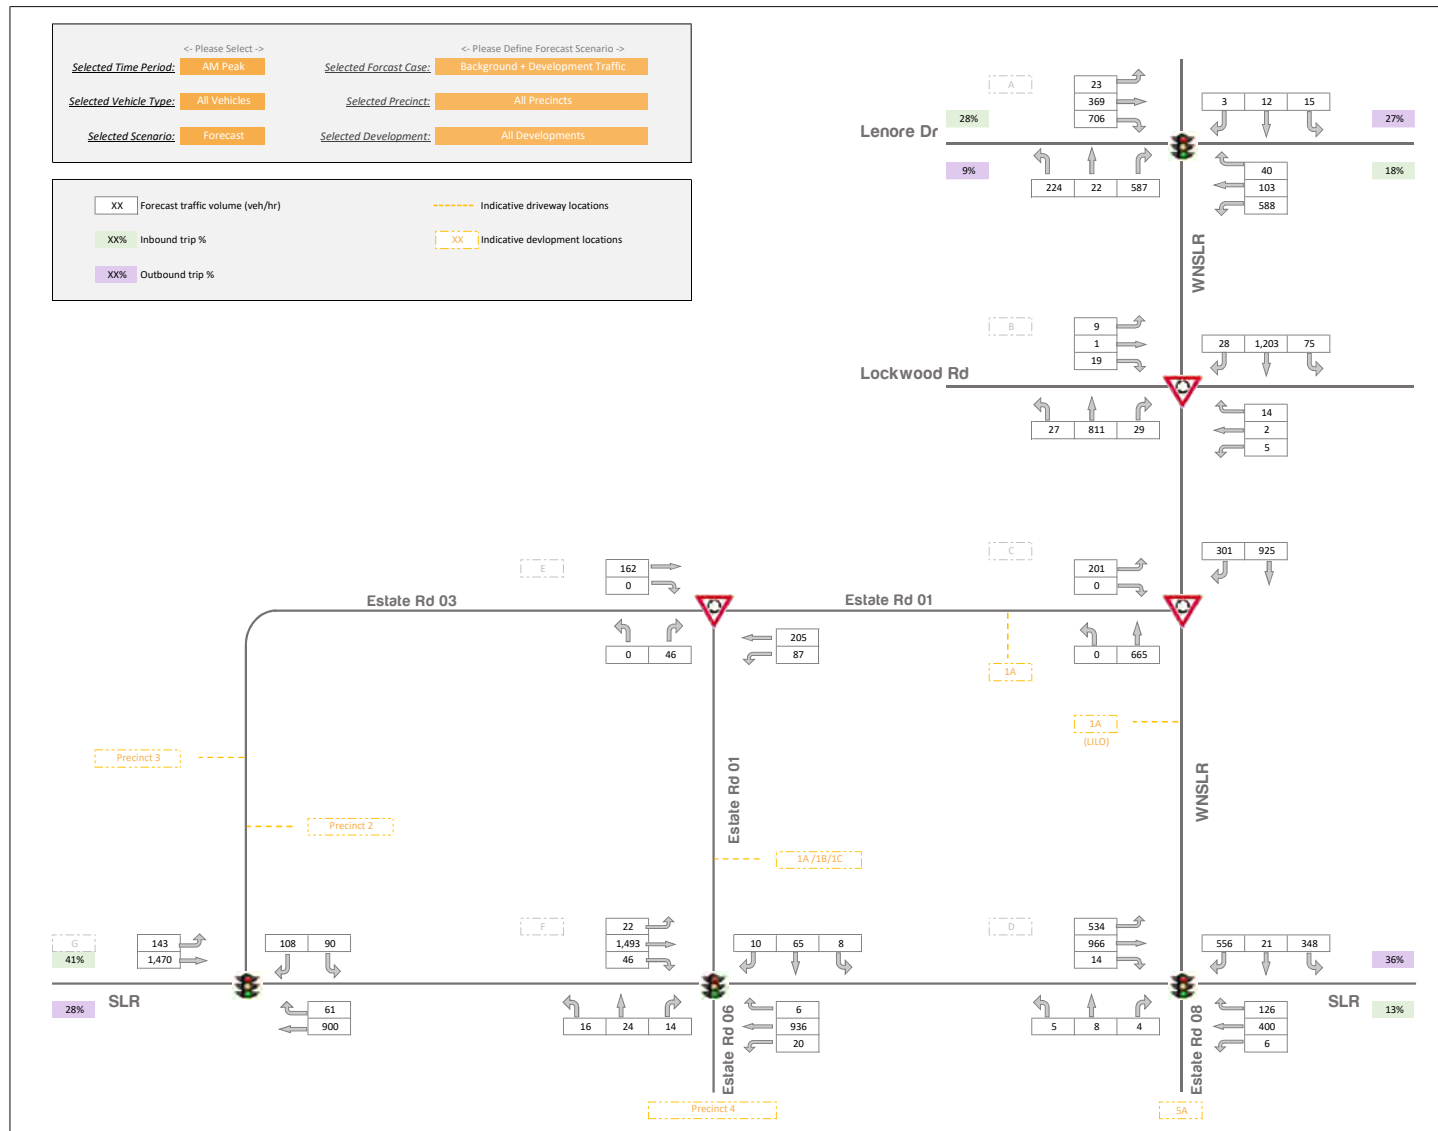 <- Please Select ->
<- Please Define Forecast Scenario ->
Selected Time Period: AM Peak
Selected Forcast Case: Background + Development Traffic
Selected Vehicle Type: All Vehicles
Selected Precinct: All Precincts
Selected Scenario: Forecast
Selected Development: All Developments
XX Forecast traffic volume (veh/hr)
Indicative driveway locations
XX% Inbound trip %
XX Indicative devlopment locations
XX% Outbound trip %
A
23
369
706
3 12 15
28%
27%
Lenore Dr
9%
18%
224 22 587
40
103
588
WNSLR
B
9
1
19
28 1,203 75
Lockwood Rd
27 811 29
14
2
5
C
201
0
301 925
E
162
0
Estate Rd 03
Estate Rd 01
0 46
205
87
0 665
1A
1A
(LILO)
Precinct 3
Precinct 2
Estate Rd 01
WNSLR
1A /1B/1C
G
41%
143
1,470
108 90
F
22
1,493
46
10 65 8
D
534
966
14
556 21 348
36%
SLR
28%
61
900
16 24 14
Estate Rd 06
6
936
20
5 8 4
Estate Rd 08
126
400
6
SLR
13%
Precinct 4
5A